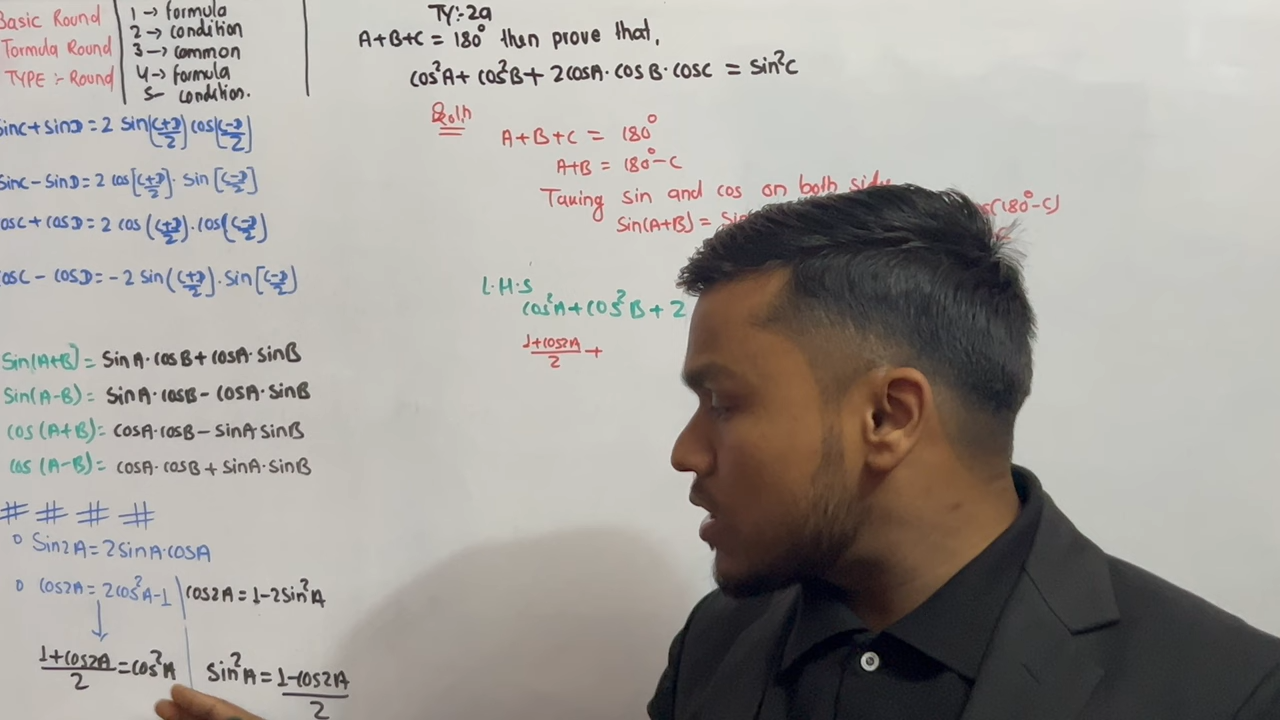 Basic Round
Formula Round
TYPE :- Round
1 → formula
2 → condition
3 → common
4 → formula
5 - condition.
SinC + SinD = 2 Sin(C+D/2) cos(C-D/2)
SinC - SinD = 2 cos[C+D/2]. Sin[C-D/2]
cosC + cosD = 2 cos(C+D/2).cos(C-D/2)
cosC - cosD = -2 Sin(C+D/2). Sin[C-D/2]
Sin(A+B) = SinA.cosB + cosA.sinB
Sin(A-B) = SinA.cosB - cosA.sinB
cos(A+B) = cosA.cosB - sinA.sinB
cos(A-B) = cosA.cosB + sinA.sinB
# # # #
Sin2A = 2SinA.cosA
cos2A = 2cos²A-1 | cos2A = 1-2Sin²A
1+cos2A/2 = cos²A
Sin²A = 1-cos2A/2
TY:-2a
A+B+C = 180° then prove that,
cos²A + cos²B + 2cosA.cosB.cosC = Sin²C
Soln
A+B+C = 180°
A+B = 180°-C
Taking sin and cos on both side
Sin(A+B) = Sin
(180°-C)
L.H.S
cos²A + cos²B + 2
1+cos2A/2 +